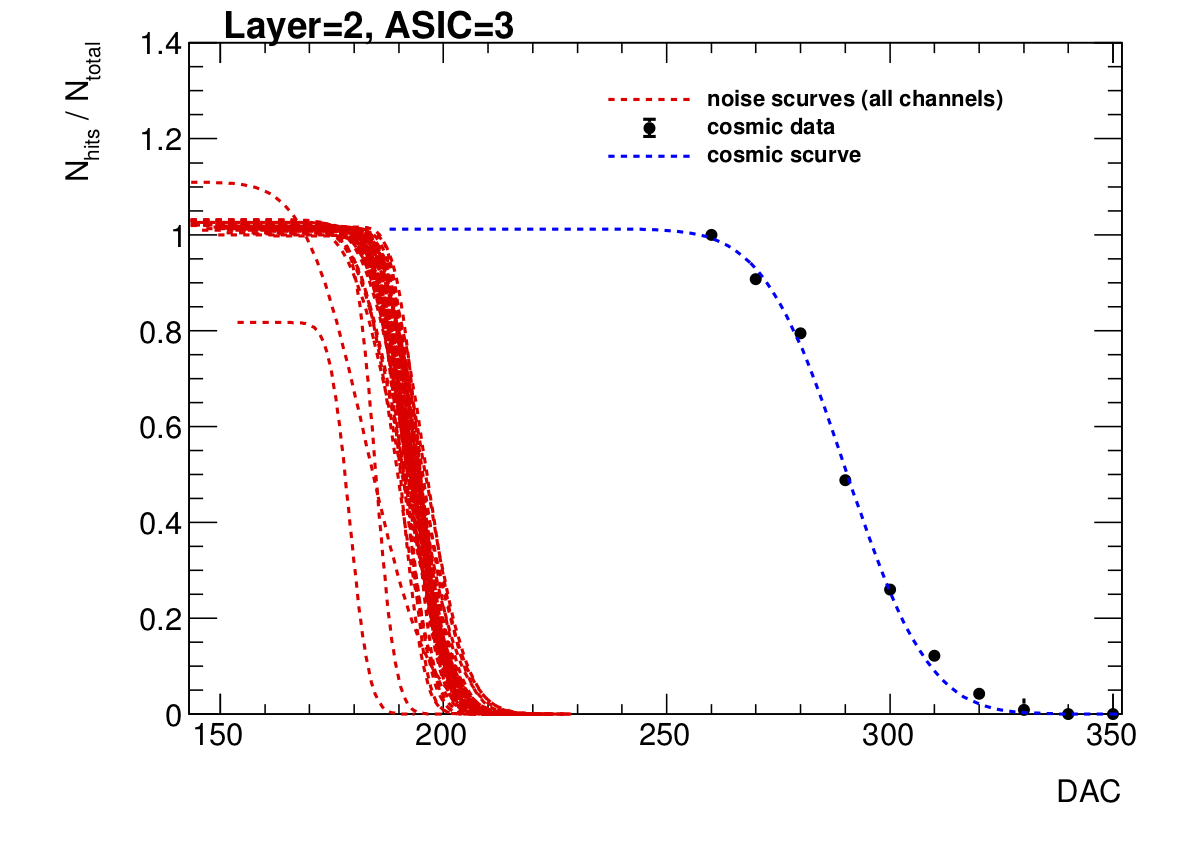 Layer=2, ASIC=3
N_hits / N_total
1.4
1.2
1
0.8
0.6
0.4
0.2
0
noise scurves (all channels)
cosmic data
cosmic scurve
150 200 250 300 350
DAC